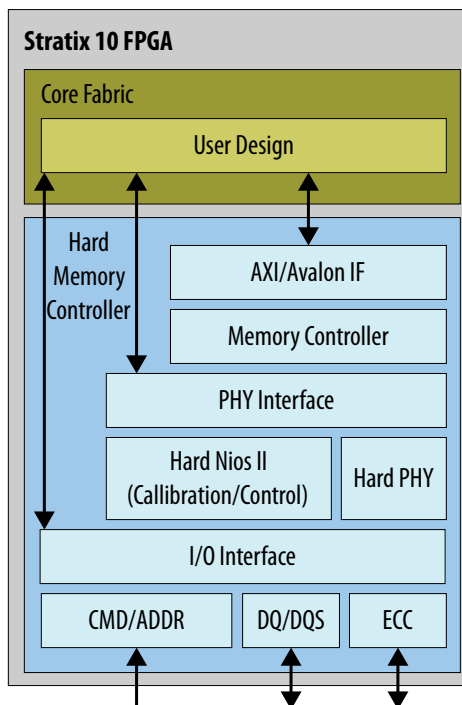 Stratix 10 FPGA
Core Fabric
User Design
Hard
Memory
Controller
AXI/Avalon IF
Memory Controller
PHY Interface
Hard Nios II
(Callibration/Control)
Hard PHY
I/O Interface
CMD/ADDR
DQ/DQS
ECC